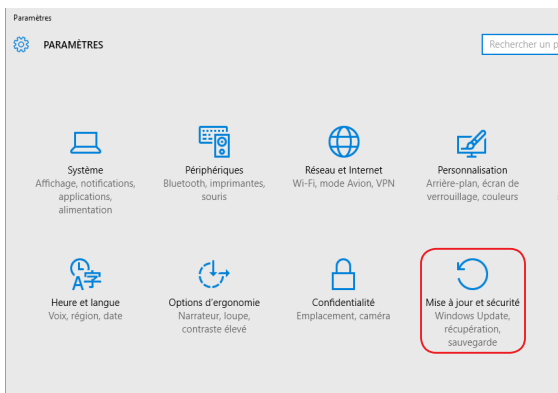 Paramètres
PARAMÈTRES
Rechercher un p
Système
Affichage, notifications,
applications,
alimentation
Périphériques
Bluetooth, imprimantes,
souris
Réseau et Internet
Wi-Fi, mode Avion, VPN
Personnalisation
Arrière-plan, écran de
verrouillage, couleurs
Heure et langue
Voix, région, date
Options d'ergonomie
Narrateur, loupe,
contraste élevé
Confidentialité
Emplacement, caméra
Mise à jour et sécurité
Windows Update,
récupération,
sauvegarde